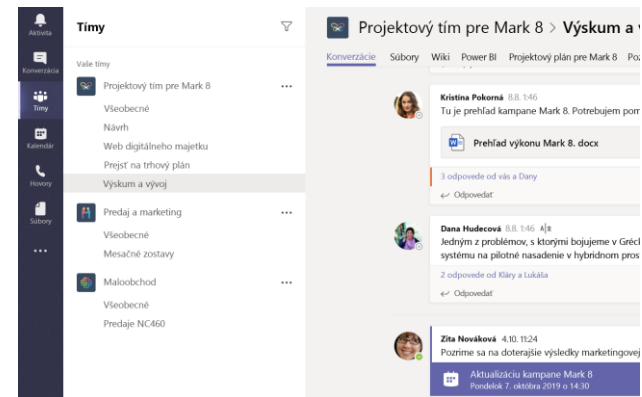 Aktivita
Konverzácia
Tímy
Kalendár
Hovory
Súbory
Tímy
Vaše tímy
Projektový tím pre Mark 8
Všeobecné
Návrh
Web digitálneho majetku
Prejsť na trhový plán
Výskum a vývoj
Predaj a marketing
Všeobecné
Mesačné zostavy
Maloobchod
Všeobecné
Predaje NC460
Projektový tím pre Mark 8 > Výskum a
Konverzácie Súbory Wiki Power BI Projektový plán pre Mark 8
Kristína Pokorná 8.8. 1:46
Tu je prehľad kampane Mark 8. Potrebujem pom
Prehľad výkonu Mark 8. docx
3 odpovede od vás a Dany
Odpovedať
Dana Hudecová 8.8. 1:46
Jedným z problémov, s ktorými bojujeme v Gréck
systému na pilotné nasadenie v hybridnom pros
2 odpovede od Kláry a Lukáša
Odpovedať
Zita Nováková 4.10. 11:24
Pozrime sa na doterajšie výsledky marketingovej
Aktualizáciu kampane Mark 8
Pondelok 7. októbra 2019 o 14:30